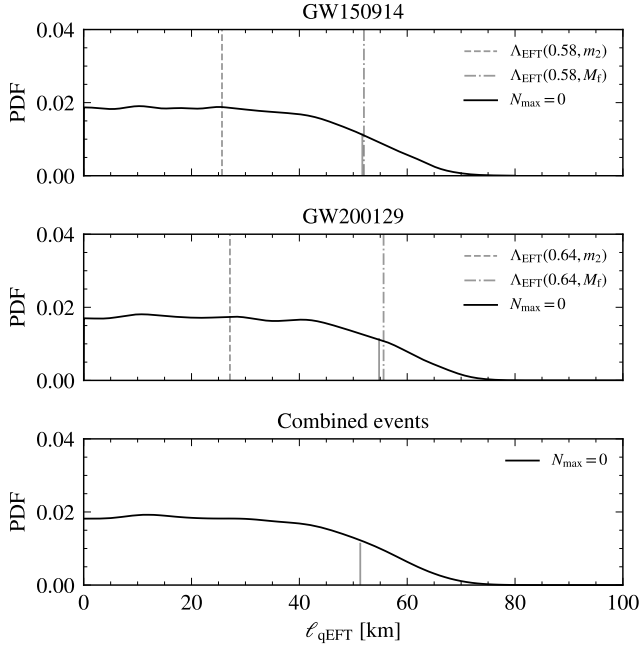 GW150914
0.04
0.02
0.00
PDF
Λ_EFT(0.58, m₂)
Λ_EFT(0.58, M_f)
N_max = 0
GW200129
0.04
0.02
0.00
PDF
Λ_EFT(0.64, m₂)
Λ_EFT(0.64, M_f)
N_max = 0
Combined events
0.04
0.02
0.00
PDF
N_max = 0
0 20 40 60 80 100
ℓ_qEFT [km]